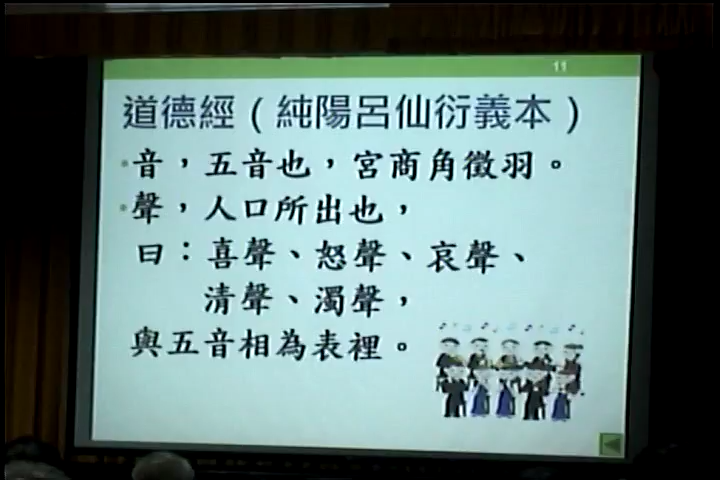 11
道德經（純陽呂仙衍義本）
•音，五音也，宮商角徵羽。
•聲，人口所出也，
曰：喜聲、怒聲、哀聲、
清聲、濁聲，
與五音相為表裡。